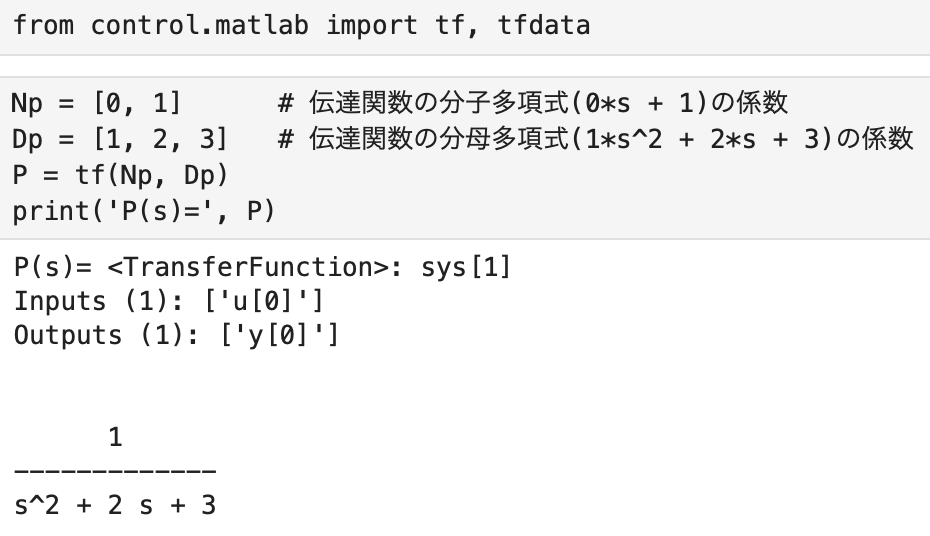 from control.matlab import tf, tfdata
Np = [0, 1]      # 伝達関数の分子多項式(0*s + 1)の係数
Dp = [1, 2, 3]   # 伝達関数の分母多項式(1*s^2 + 2*s + 3)の係数
P = tf(Np, Dp)
print('P(s)=', P)
P(s)= <TransferFunction>: sys[1]
Inputs (1): ['u[0]']
Outputs (1): ['y[0]']
      1
-------------
s^2 + 2 s + 3